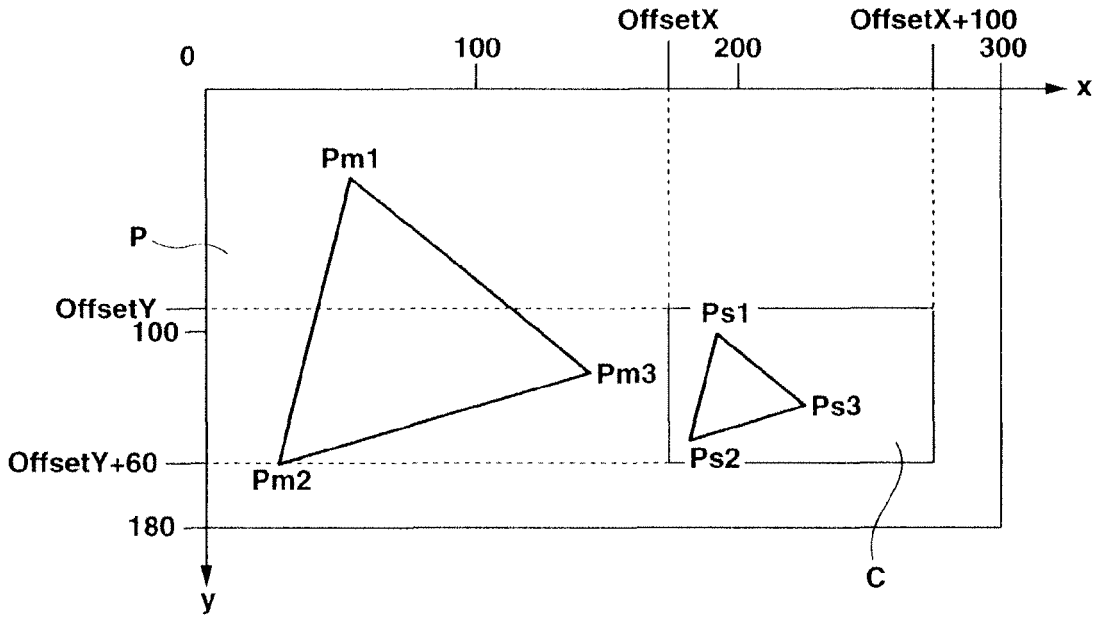 OffsetX OffsetX+100
0 100 200 300
x
Pm1
P
OffsetY
Ps1
100
Pm3
Ps3
OffsetY+60
Ps2
Pm2
180
C
y